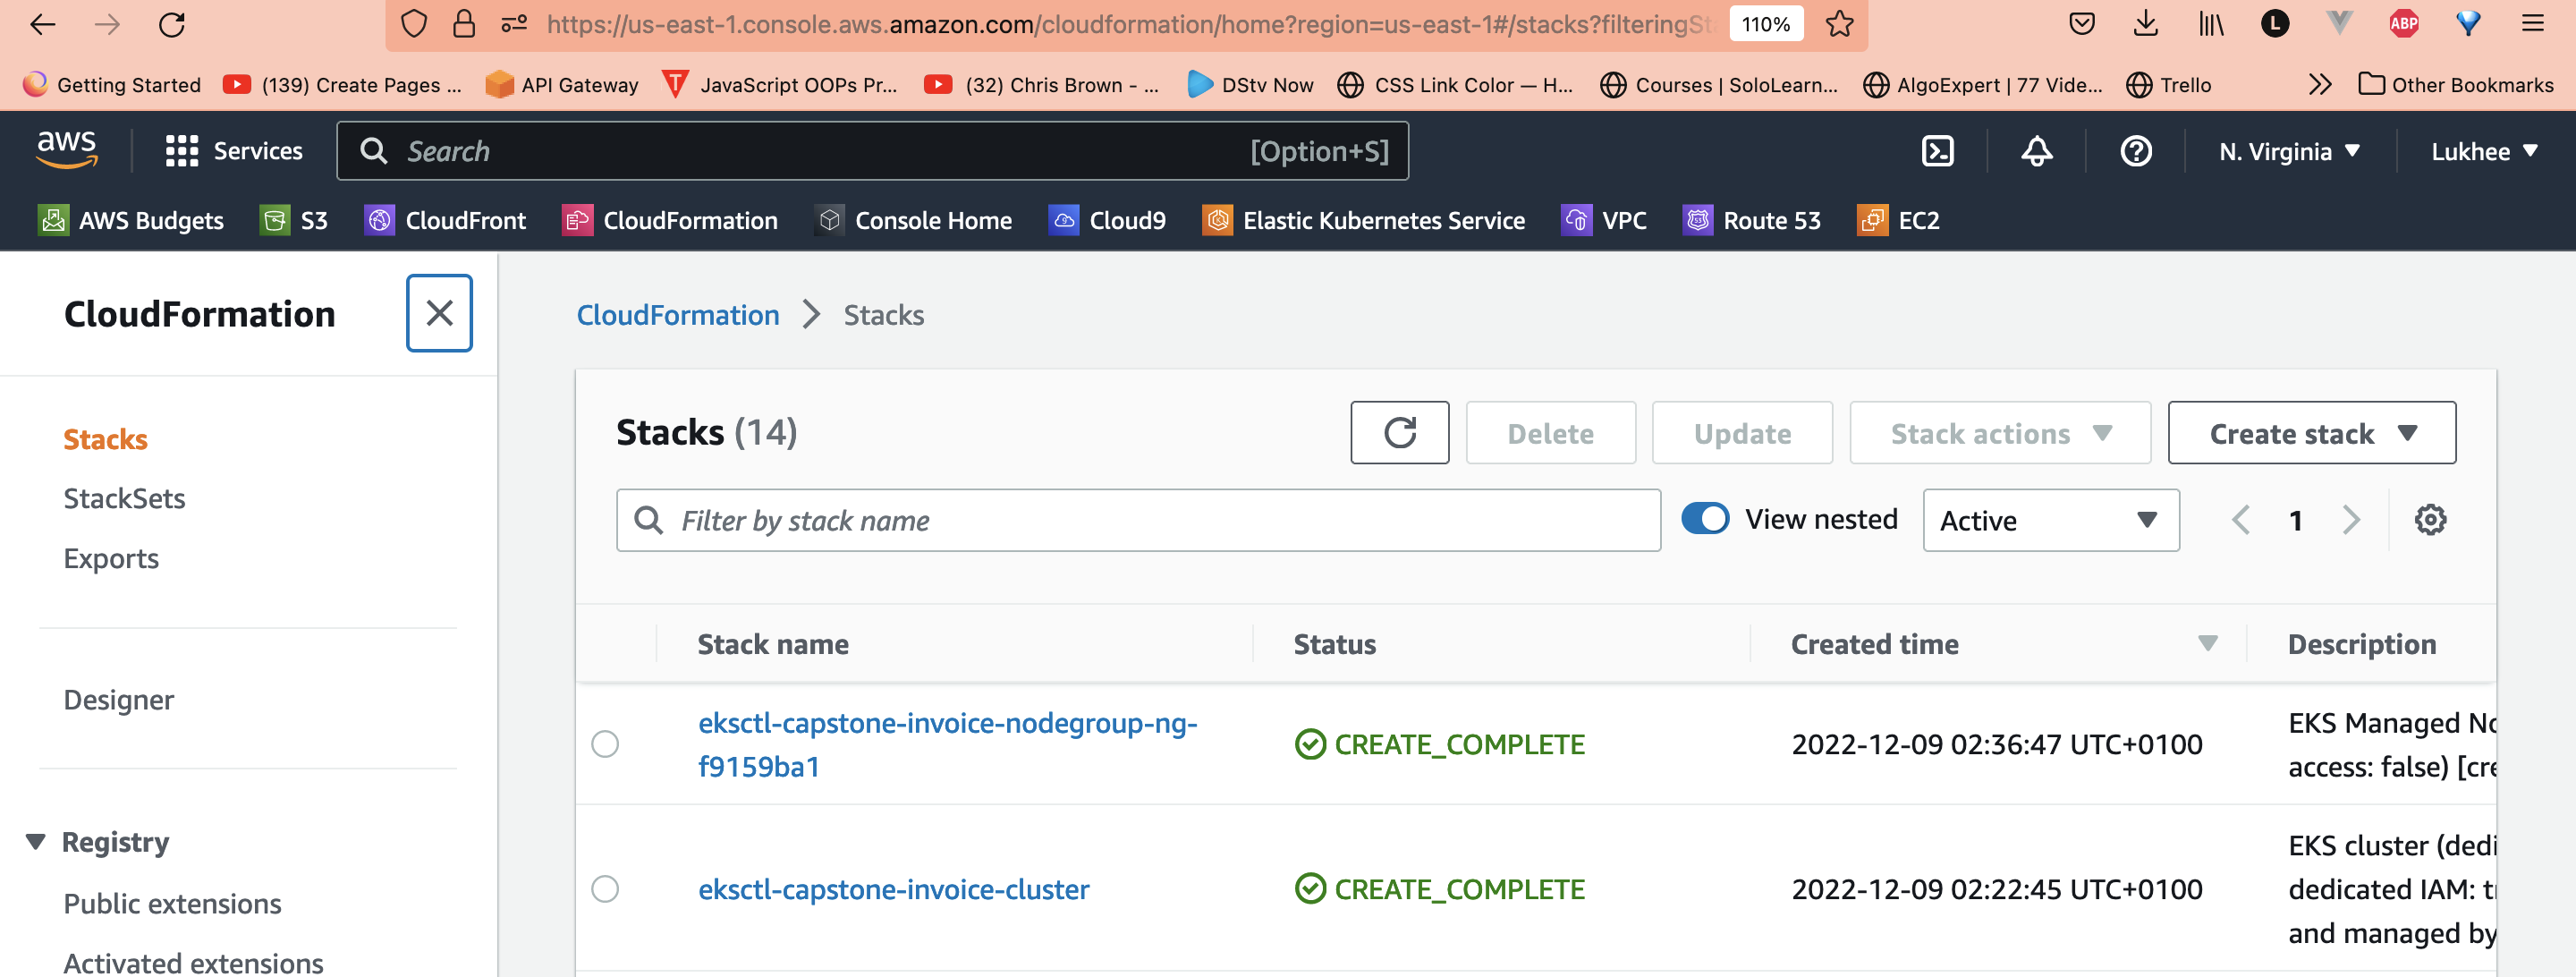 https://us-east-1.console.aws.amazon.com/cloudformation/home?region=us-east-1#/stacks?filteringSt 110% L ABP
Getting Started (139) Create Pages ... API Gateway T JavaScript OOPs Pr... (32) Chris Brown - ... DStv Now CSS Link Color — H... Courses | SoloLearn... AlgoExpert | 77 Vide... Trello Other Bookmarks
aws Services Search [Option+S] N. Virginia Lukhee
AWS Budgets S3 CloudFront CloudFormation Console Home Cloud9 Elastic Kubernetes Service VPC Route 53 EC2
CloudFormation
Stacks
StackSets
Exports
Designer
Registry
Public extensions
Activated extensions
CloudFormation > Stacks
Stacks (14) Delete Update Stack actions Create stack
Filter by stack name View nested Active 1
Stack name Status Created time Description
eksctl-capstone-invoice-nodegroup-ng-
f9159ba1 CREATE_COMPLETE 2022-12-09 02:36:47 UTC+0100 EKS Managed No
access: false) [cre
eksctl-capstone-invoice-cluster CREATE_COMPLETE 2022-12-09 02:22:45 UTC+0100 EKS cluster (dedi
dedicated IAM: t
and managed by